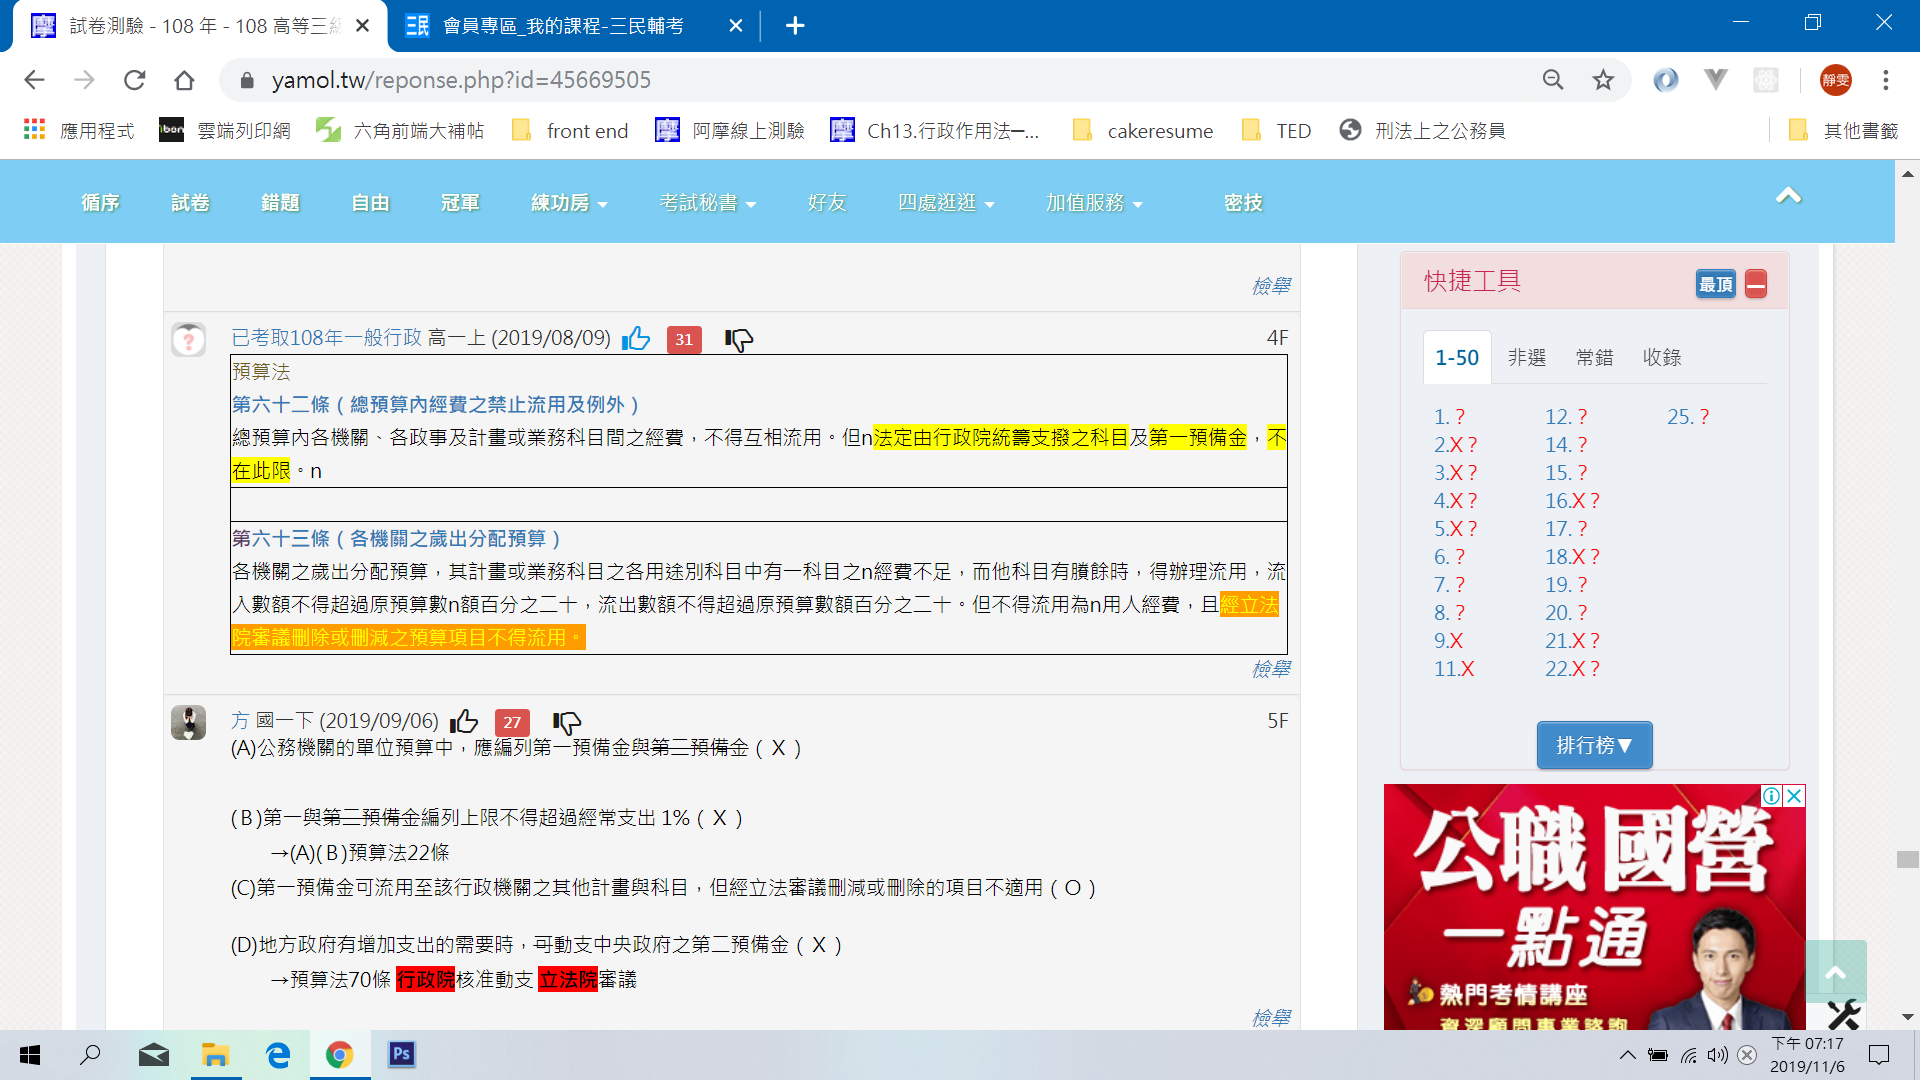 試卷測驗 - 108 年 - 108 高等三級
會員專區_我的課程-三民輔考
yamol.tw/reponse.php?id=45669505
靜雯
應用程式
ibon 雲端列印網
六角前端大補帖
front end
摩 阿摩線上測驗
摩 Ch13.行政作用法─...
cakeresume
TED
刑法上之公務員
其他書籤
循序 試卷 錯題 自由 冠軍 練功房 考試秘書 好友 四處逛逛 加值服務 密技
檢舉
已考取108年一般行政 高一上 (2019/08/09) 31 4F
預算法
第六十二條 ( 總預算內經費之禁止流用及例外 )
總預算內各機關、各政事及計畫或業務科目間之經費，不得互相流用。但n法定由行政院統籌支撥之科目及第一預備金，不
在此限。n
第六十三條 ( 各機關之歲出分配預算 )
各機關之歲出分配預算，其計畫或業務科目之各用途別科目中有一科目之n經費不足，而他科目有賸餘時，得辦理流用，流
入數額不得超過原預算數n額百分之二十，流出數額不得超過原預算數額百分之二十。但不得流用為n用人經費，且經立法
院審議刪除或刪減之預算項目不得流用。
檢舉
方 國一下 (2019/09/06) 27 5F
(A)公務機關的單位預算中，應編列第一預備金與第二預備金 ( X )
( B )第一與第二預備金編列上限不得超過經常支出 1% ( X )
→(A)( B )預算法22條
(C)第一預備金可流用至該行政機關之其他計畫與科目，但經立法審議刪減或刪除的項目不適用 ( O )
(D)地方政府有增加支出的需要時，可動支中央政府之第二預備金 ( X )
→預算法70條 行政院核准動支 立法院審議
檢舉
快捷工具 最頂
1-50 非選 常錯 收錄
1. ? 12. ? 25. ?
2.X ? 14. ?
3.X ? 15. ?
4.X ? 16.X ?
5.X ? 17. ?
6. ? 18.X ?
7. ? 19. ?
8. ? 20. ?
9.X 21.X ?
11.X 22.X ?
排行榜▼
公職 國營
一點通
熱門考情講座
資深顧問事業諮詢
Ps
下午 07:17
2019/11/6